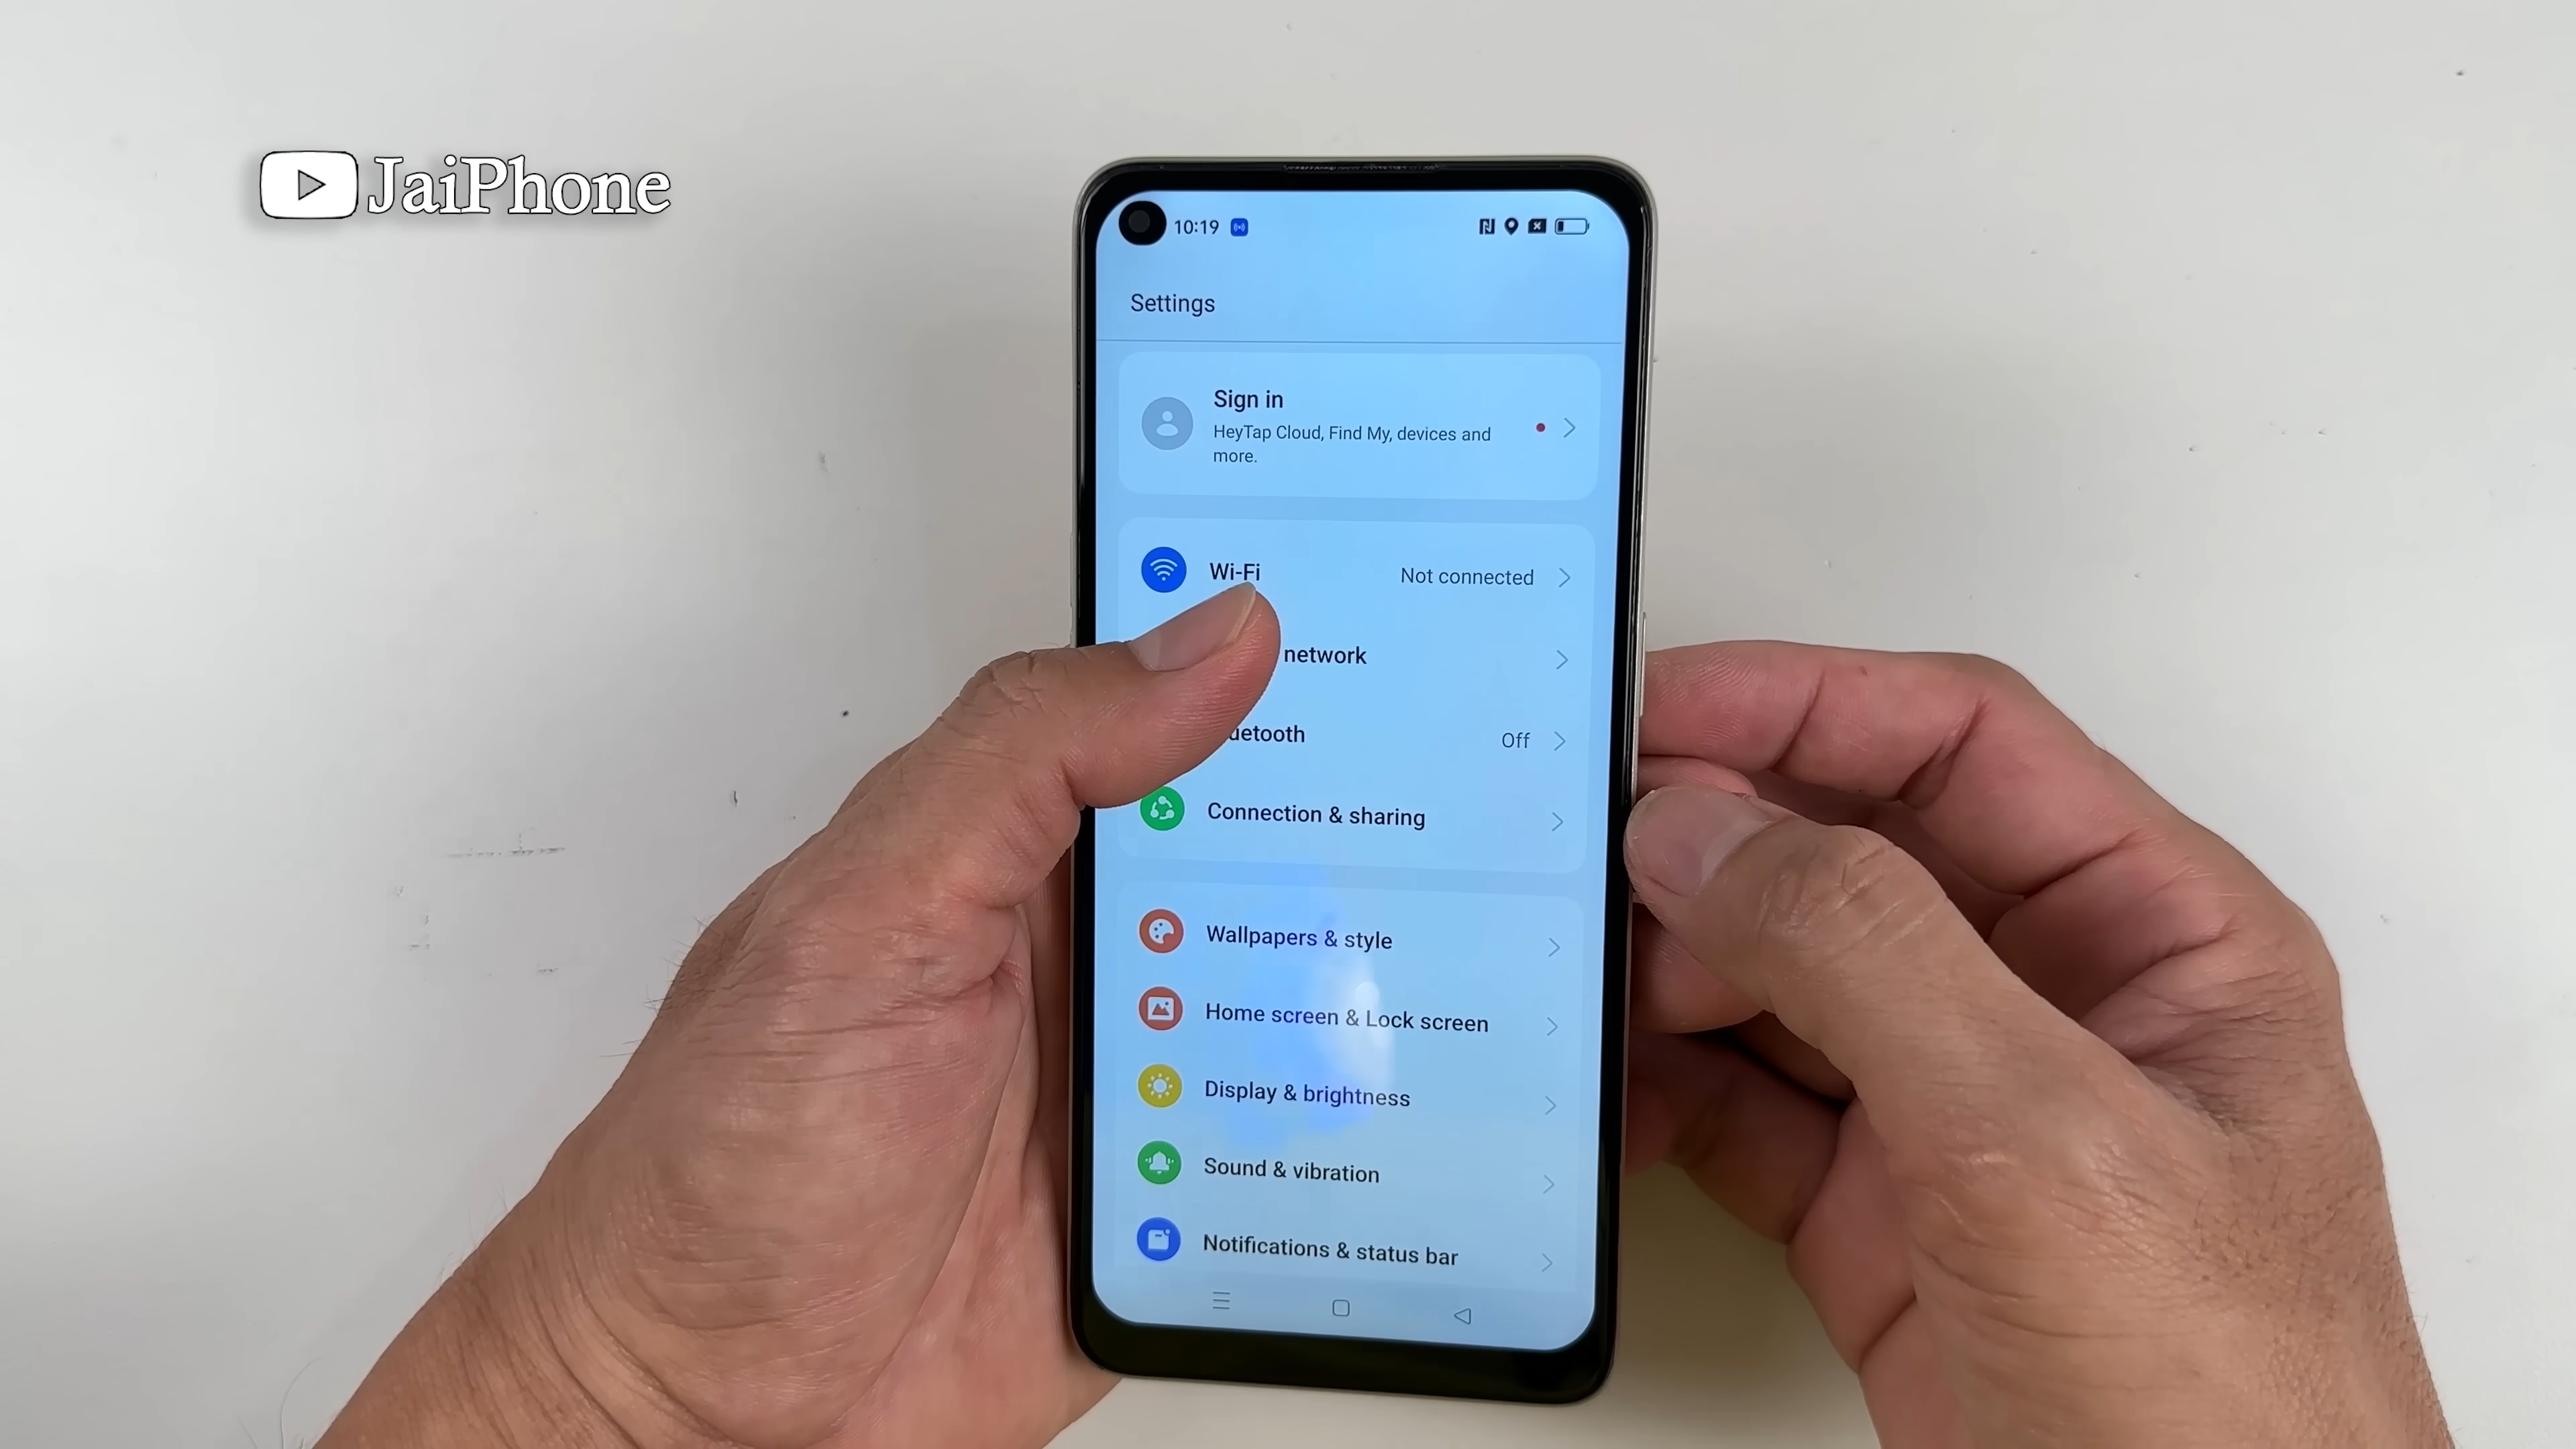 JaiPhone
10:19
Settings
Sign in
HeyTap Cloud, Find My, devices and
more.
Wi-Fi
Not connected
network
uetooth
Off
Connection & sharing
Wallpapers & style
Home screen & Lock screen
Display & brightness
Sound & vibration
Notifications & status bar